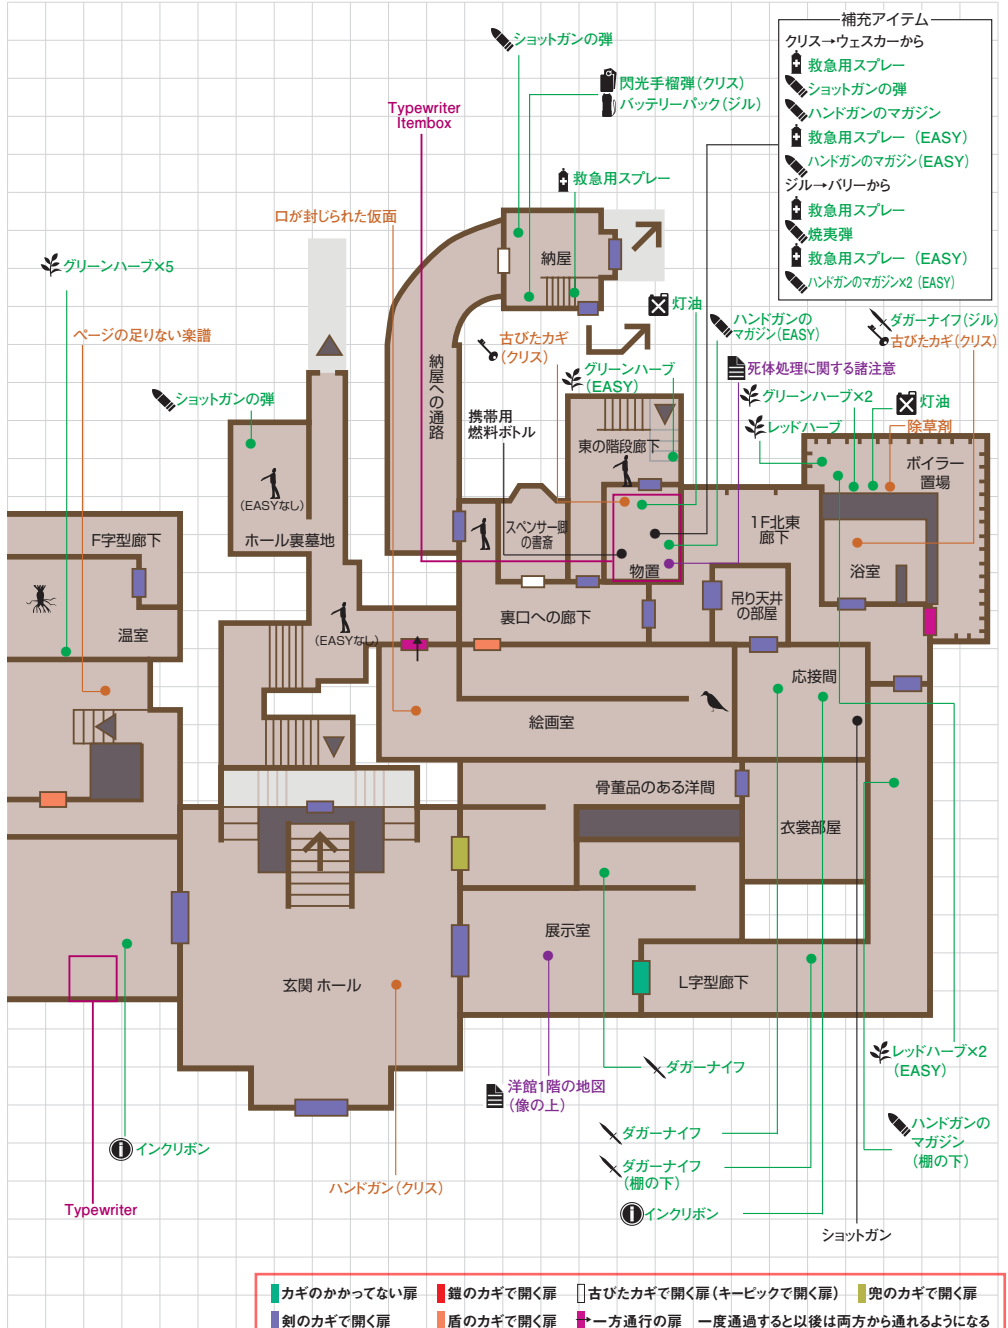 補充アイテム
クリス→ウェスカーから
救急用スプレー
ショットガンの弾
ハンドガンのマガジン
救急用スプレー (EASY)
ハンドガンのマガジン(EASY)
ジル→バリーから
救急用スプレー
焼夷弾
救急用スプレー (EASY)
ハンドガンのマガジン×2 (EASY)
ショットガンの弾
閃光手榴弾(クリス)
バッテリーパック(ジル)
Typewriter
Itembox
救急用スプレー
口が封じられた仮面
グリーンハーブ×5
納屋
灯油
ハンドガンの
マガジン(EASY)
ダガーナイフ(ジル)
古びたカギ(クリス)
ページの足りない楽譜
古びたカギ
(クリス)
グリーンハーブ
(EASY)
死体処理に関する諸注意
納屋への通路
ショットガンの弾
グリーンハーブ×2
灯油
携帯用
燃料ボトル
レッドハーブ
除草剤
東の階段廊下
ボイラー
置場
(EASYなし)
ホール裏墓地
F字型廊下
スペンサー卿
の書斎
1F北東
廊下
物置
浴室
温室
(EASYなし)
裏口への廊下
吊り天井
の部屋
応接間
絵画室
骨董品のある洋間
衣裳部屋
展示室
玄関 ホール
L字型廊下
洋館1階の地図
(像の上)
ダガーナイフ
レッドハーブ×2
(EASY)
インクリボン
ダガーナイフ
ハンドガンの
マガジン
(棚の下)
ダガーナイフ
(棚の下)
ハンドガン(クリス)
Typewriter
インクリボン
ショットガン
カギのかかってない扉
鎧のカギで開く扉
古びたカギで開く扉(キーピックで開く扉)
兜のカギで開く扉
剣のカギで開く扉
盾のカギで開く扉
一方通行の扉 一度通過すると以後は両方から通れるようになる